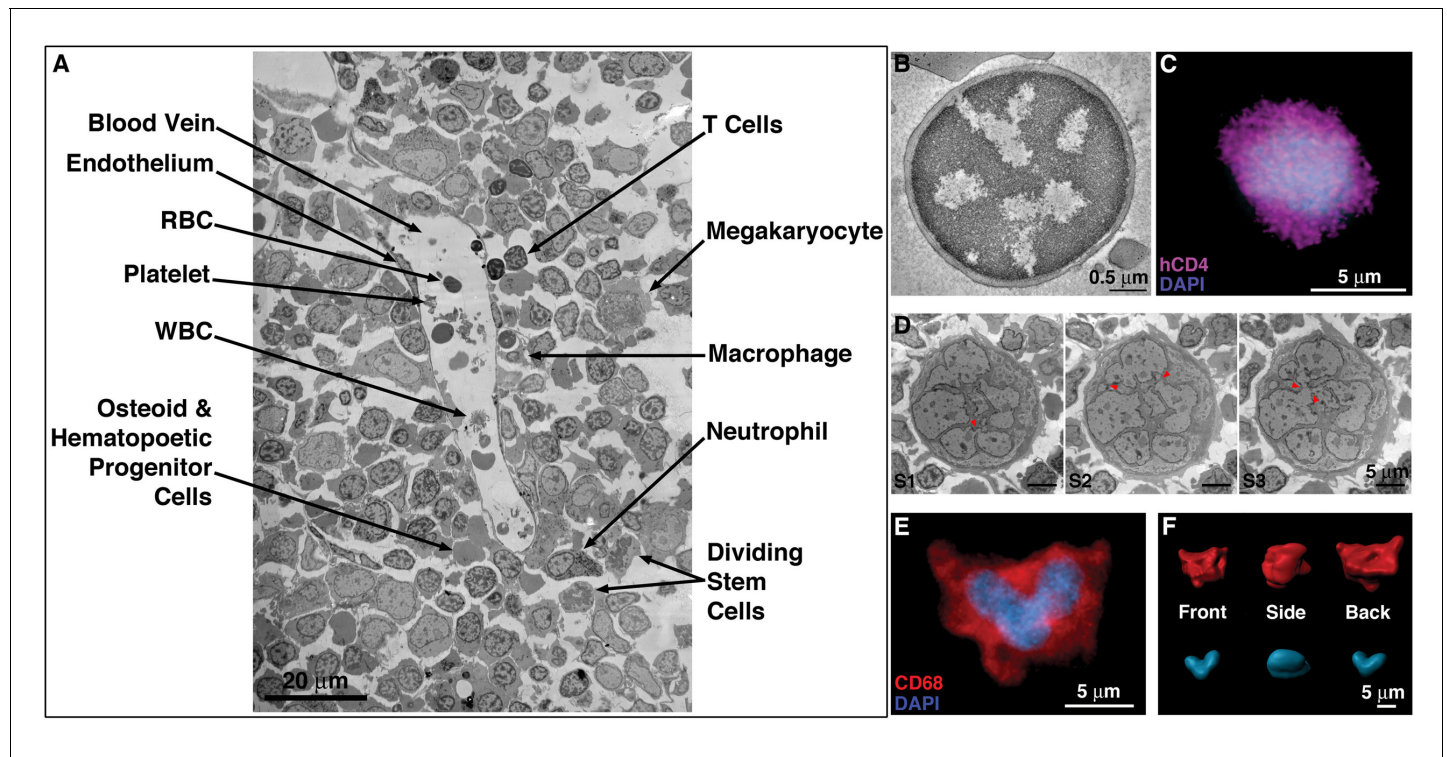 A
Blood Vein
Endothelium
RBC
Platelet
WBC
Osteoid &
Hematopoetic
Progenitor
Cells
T Cells
Megakaryocyte
Macrophage
Neutrophil
Dividing
Stem
Cells
20 μm
B
0.5 μm
C
hCD4
DAPI
5 μm
D
S1
S2
S3
5 μm
E
CD68
DAPI
5 μm
F
Front
Side
Back
5 μm